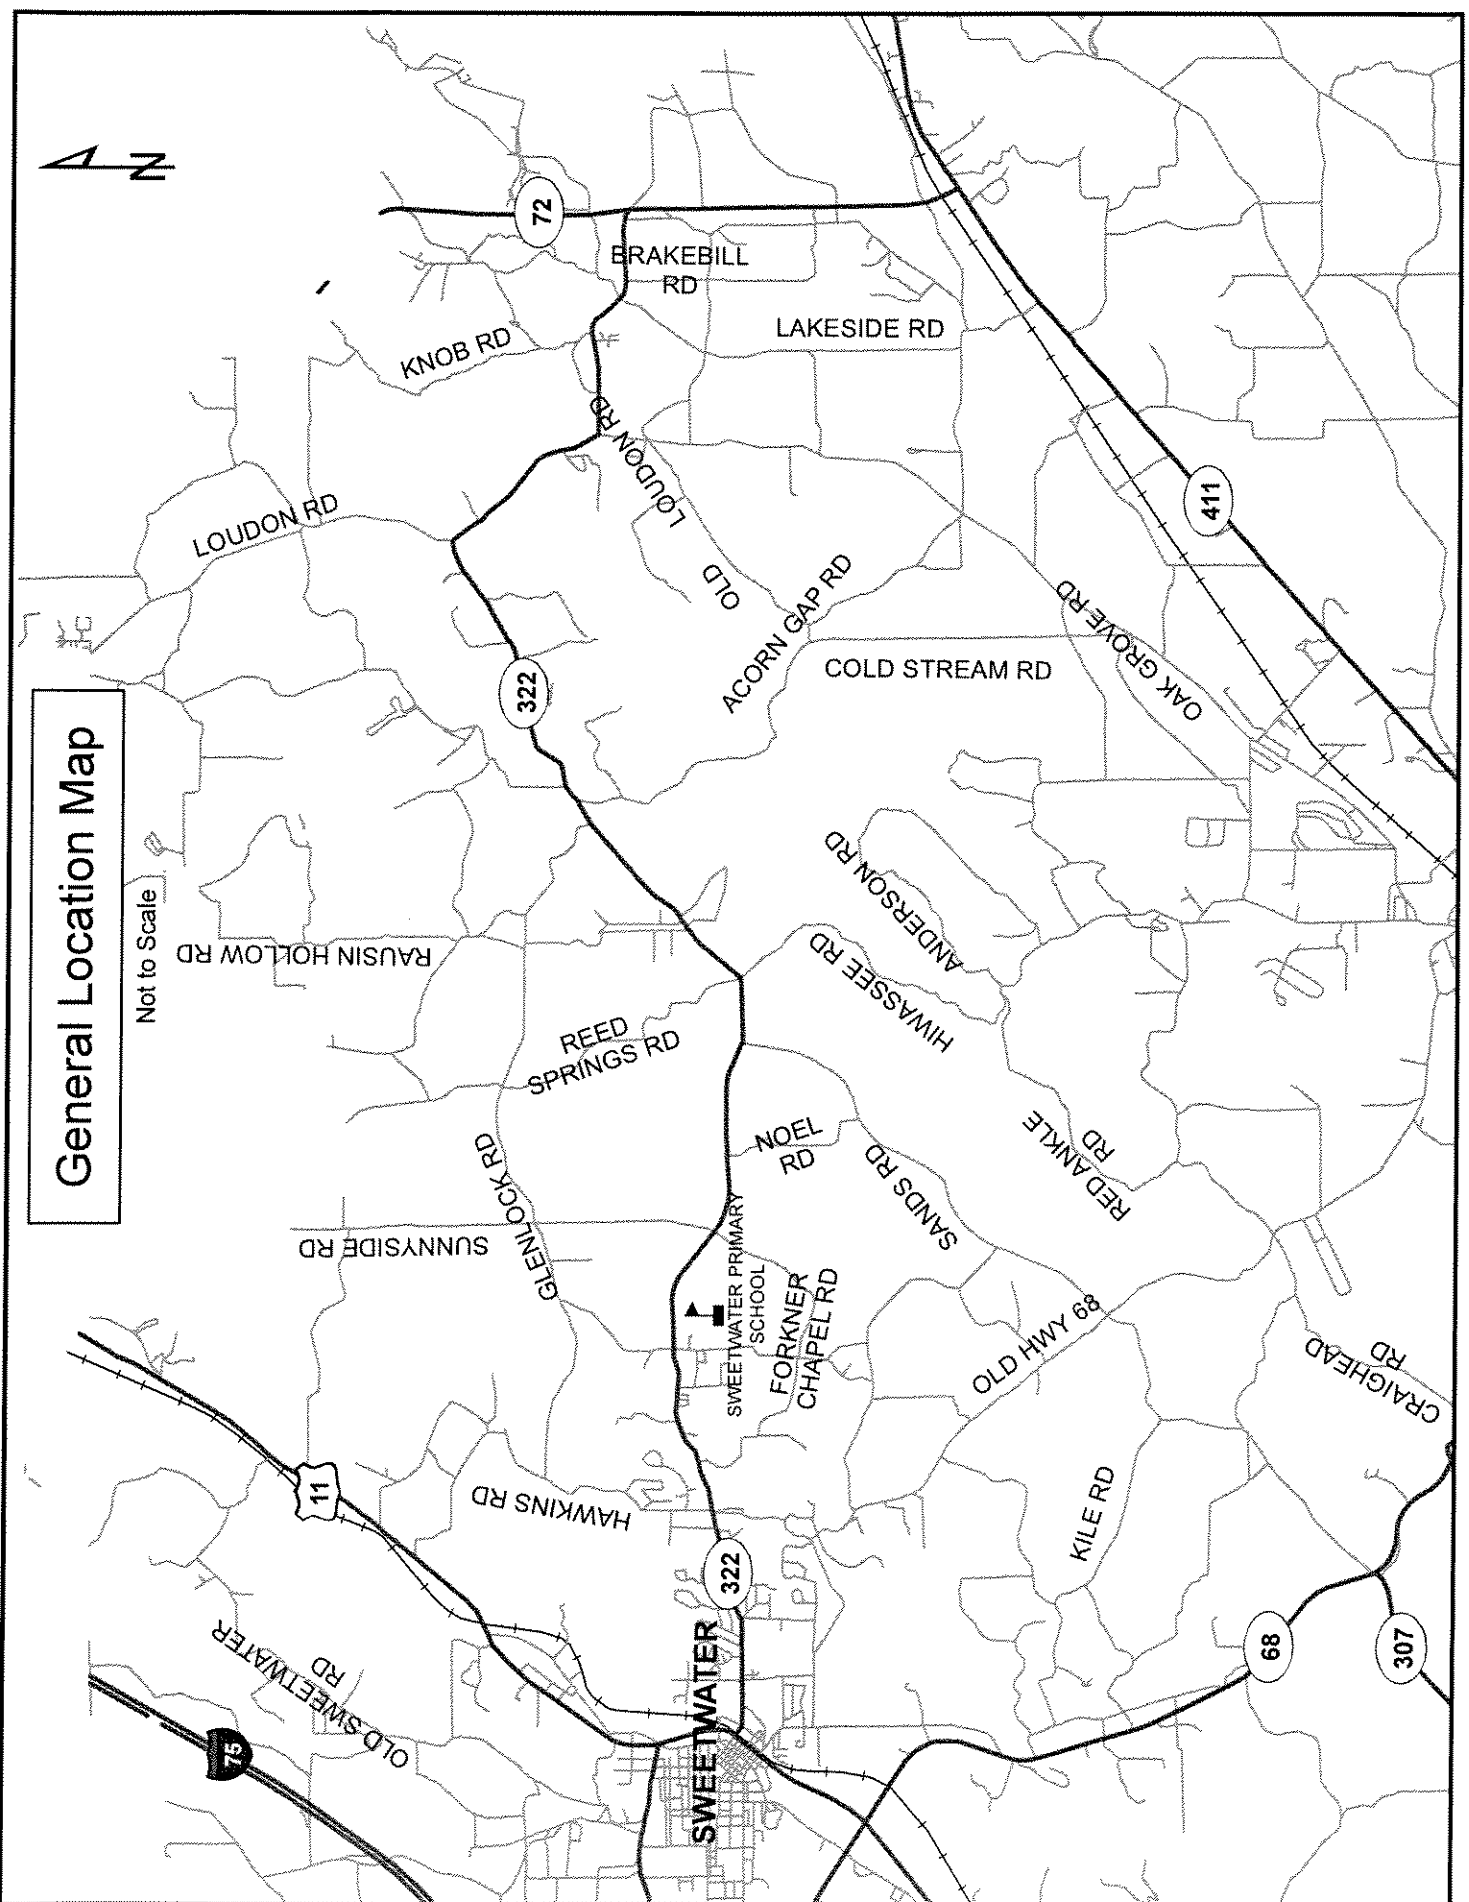 General Location Map
Not to Scale
N
75
OLD SWEETWATER
RD
11
HAWKINS RD
SWEETWATER
322
SUNNYSIDE RD
GLENLOCK RD
SWEETWATER PRIMARY
SCHOOL
FORKNER
CHAPEL RD
REED
SPRINGS RD
RAUSIN HOLLOW RD
NOEL
RD
SANDS RD
OLD HWY 68
KILE RD
68
307
CRAIGHEAD
RD
RED ANKLE
RD
HIWASSEE RD
ANDERSON RD
322
LOUDON RD
KNOB RD
OLD LOUDON RD
ACORN GAP RD
COLD STREAM RD
OAK GROVE RD
72
BRAKEBILL
RD
LAKESIDE RD
411